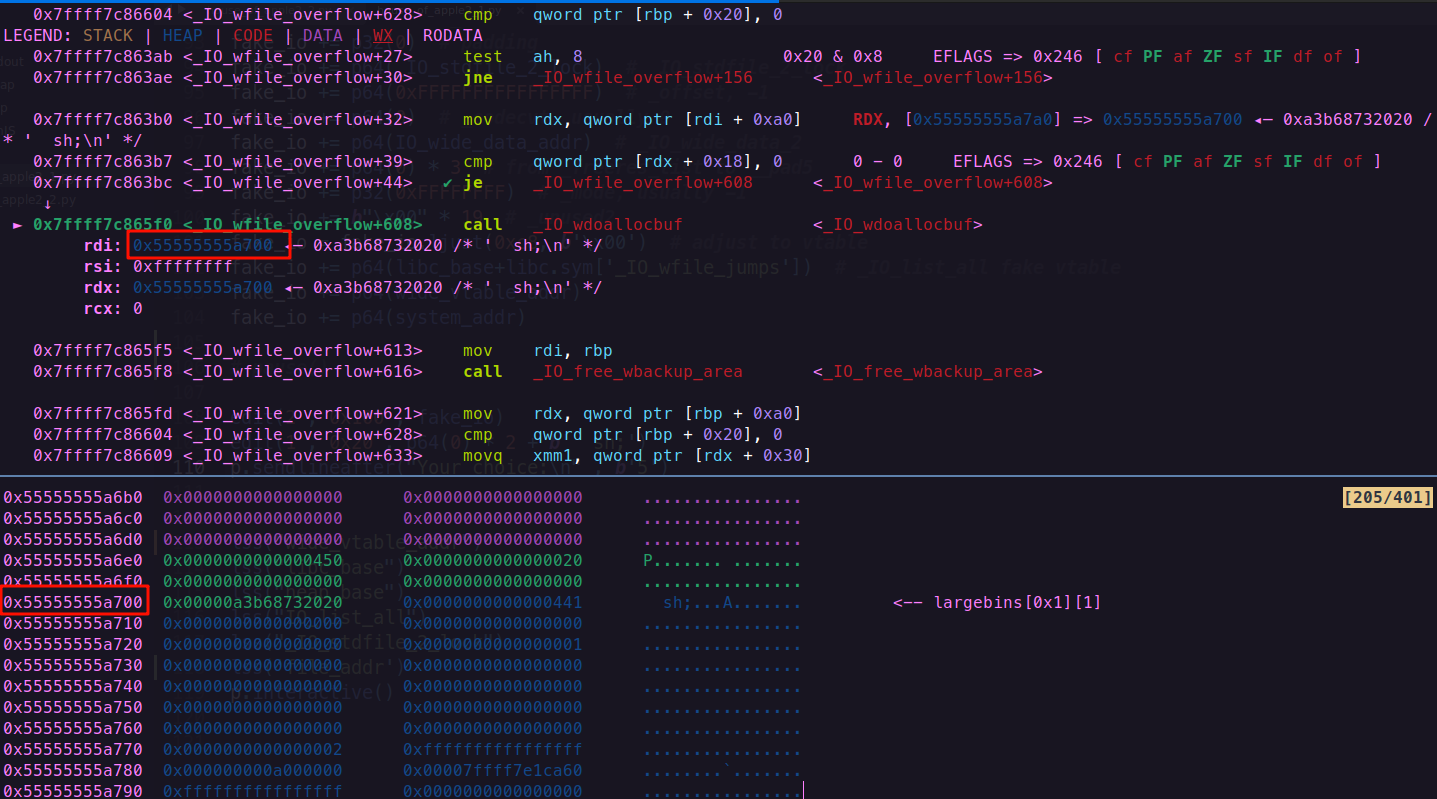 0x7ffff7c86604 <_IO_wfile_overflow+628>    cmp    qword ptr [rbp + 0x20], 0
LEGEND: STACK | HEAP | CODE | DATA | WX | RODATA
0x7ffff7c863ab <_IO_wfile_overflow+27>     test   ah, 8                    0x20 & 0x8     EFLAGS => 0x246 [ cf PF af ZF sf IF df of ]
0x7ffff7c863ae <_IO_wfile_overflow+30>     jne    _IO_wfile_overflow+156      <_IO_wfile_overflow+156>
0x7ffff7c863b0 <_IO_wfile_overflow+32>     mov    rdx, qword ptr [rdi + 0xa0]     RDX, [0x55555555a7a0] => 0x55555555a700 ◂— 0xa3b68732020 /
* '  sh;\n' */
0x7ffff7c863b7 <_IO_wfile_overflow+39>     cmp    qword ptr [rdx + 0x18], 0     0 - 0     EFLAGS => 0x246 [ cf PF af ZF sf IF df of ]
0x7ffff7c863bc <_IO_wfile_overflow+44>   ✓ je     _IO_wfile_overflow+608      <_IO_wfile_overflow+608>
↓
► 0x7ffff7c865f0 <_IO_wfile_overflow+608>    call   _IO_wdoallocbuf             <_IO_wdoallocbuf>
rdi: 0x55555555a700 ◂— 0xa3b68732020 /* '  sh;\n' */
rsi: 0xffffffff
rdx: 0x55555555a700 ◂— 0xa3b68732020 /* '  sh;\n' */
rcx: 0
0x7ffff7c865f5 <_IO_wfile_overflow+613>    mov    rdi, rbp
0x7ffff7c865f8 <_IO_wfile_overflow+616>    call   _IO_free_wbackup_area       <_IO_free_wbackup_area>
0x7ffff7c865fd <_IO_wfile_overflow+621>    mov    rdx, qword ptr [rbp + 0xa0]
0x7ffff7c86604 <_IO_wfile_overflow+628>    cmp    qword ptr [rbp + 0x20], 0
0x7ffff7c86609 <_IO_wfile_overflow+633>    movq   xmm1, qword ptr [rdx + 0x30]
0x55555555a6b0  0x0000000000000000      0x0000000000000000      ................ [205/401]
0x55555555a6c0  0x0000000000000000      0x0000000000000000      ................
0x55555555a6d0  0x0000000000000000      0x0000000000000000      ................
0x55555555a6e0  0x0000000000000450      0x0000000000000020      P....... .......
0x55555555a6f0  0x0000000000000000      0x0000000000000000      ................
0x55555555a700  0x00000a3b68732020      0x0000000000000441        sh;...A.......         <-- largebins[0x1][1]
0x55555555a710  0x0000000000000000      0x0000000000000000      ................
0x55555555a720  0x0000000000000000      0x0000000000000001      ................
0x55555555a730  0x0000000000000000      0x0000000000000000      ................
0x55555555a740  0x0000000000000000      0x0000000000000000      ................
0x55555555a750  0x0000000000000000      0x0000000000000000      ................
0x55555555a760  0x0000000000000000      0x0000000000000000      ................
0x55555555a770  0x0000000000000002      0xffffffffffffffff      ................
0x55555555a780  0x000000000a000000      0x00007ffff7e1ca60      ........`.......
0x55555555a790  0xffffffffffffffff      0x0000000000000000      ................